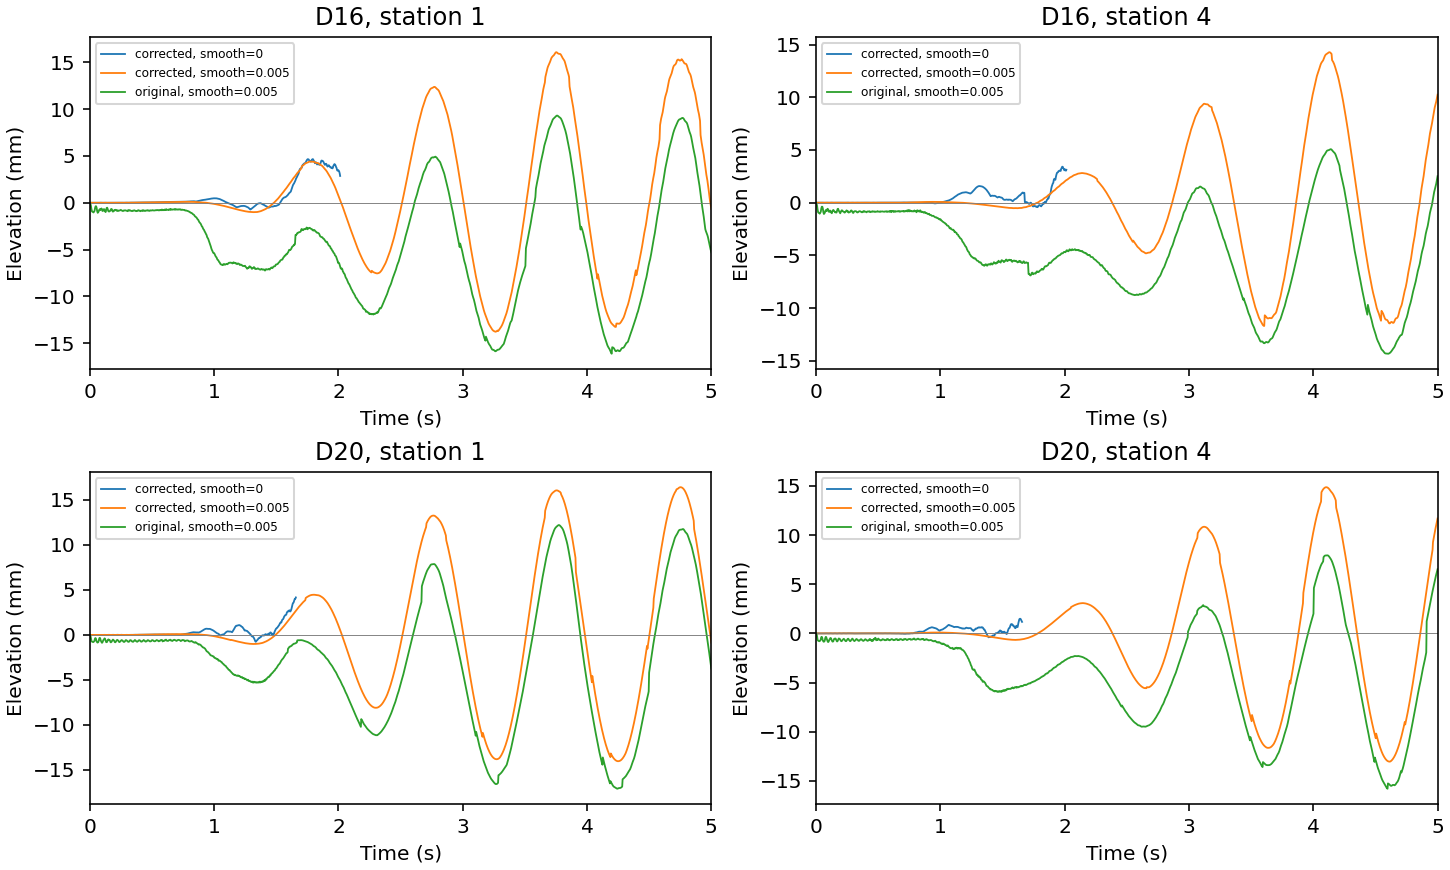 D16, station 1
corrected, smooth=0
corrected, smooth=0.005
original, smooth=0.005
Elevation (mm)
15
10
5
0
−5
−10
−15
0 1 2 3 4 5
Time (s)
D16, station 4
corrected, smooth=0
corrected, smooth=0.005
original, smooth=0.005
Elevation (mm)
15
10
5
0
−5
−10
−15
0 1 2 3 4 5
Time (s)
D20, station 1
corrected, smooth=0
corrected, smooth=0.005
original, smooth=0.005
Elevation (mm)
15
10
5
0
−5
−10
−15
0 1 2 3 4 5
Time (s)
D20, station 4
corrected, smooth=0
corrected, smooth=0.005
original, smooth=0.005
Elevation (mm)
15
10
5
0
−5
−10
−15
0 1 2 3 4 5
Time (s)